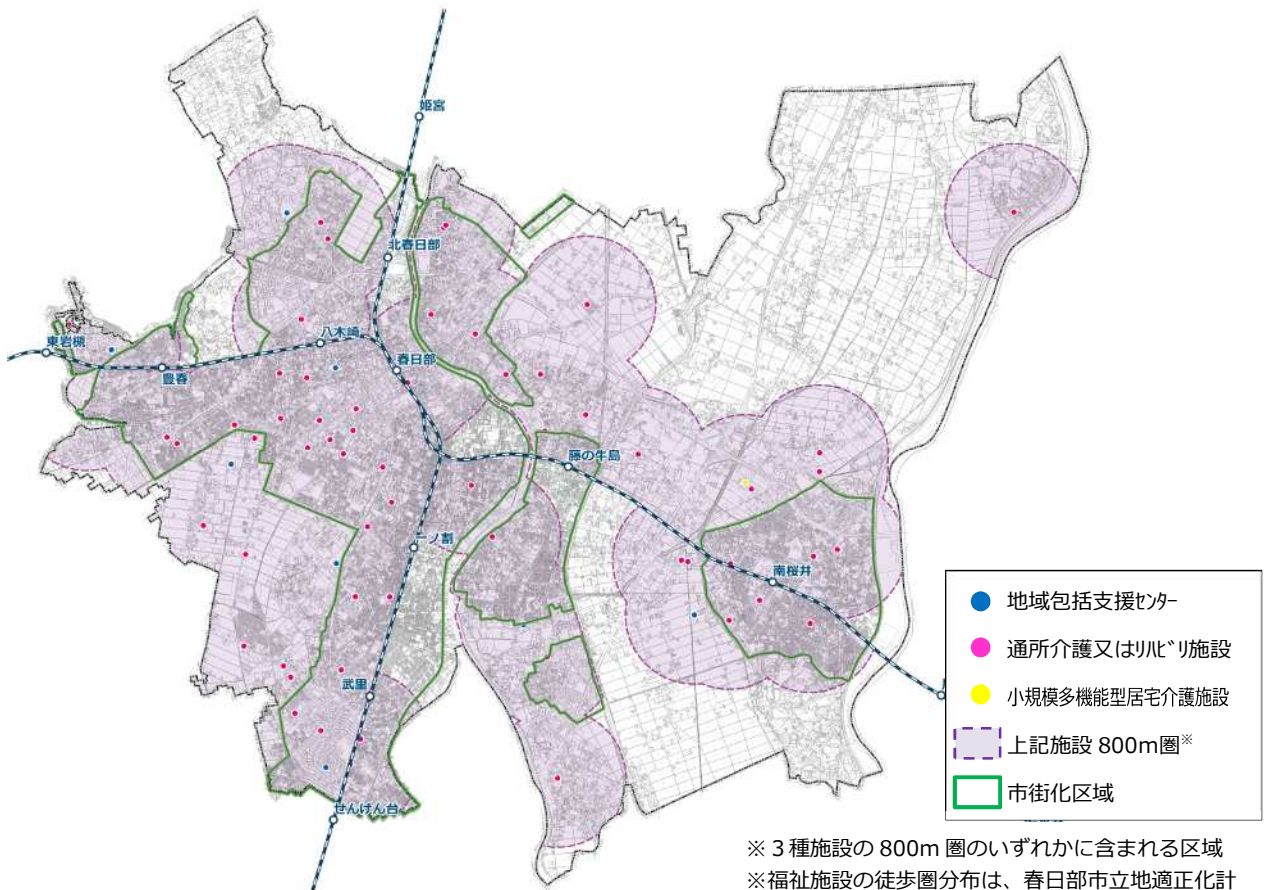 姫宮
北春日部
東岩槻
豊春
八木崎
春日部
藤の牛島
一ノ割
南桜井
武里
せんげん台
地域包括支援ｾﾝﾀｰ
通所介護又はﾘﾊﾋﾞﾘ施設
小規模多機能型居宅介護施設
上記施設 800m圏※
市街化区域
※３種施設の 800m 圏のいずれかに含まれる区域
※福祉施設の徒歩圏分布は、春日部市立地適正化計